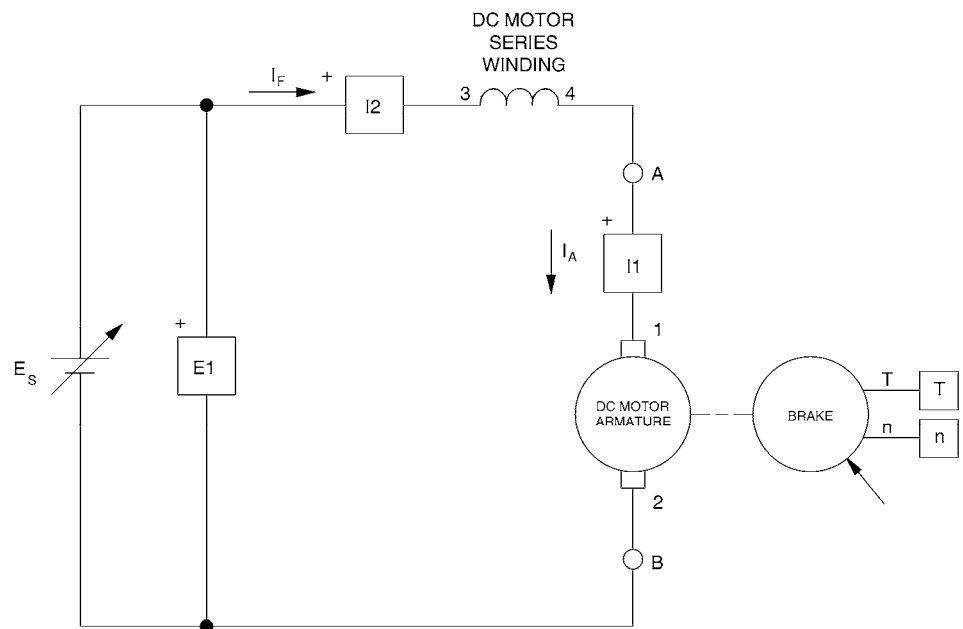 DC MOTOR
SERIES
WINDING
I_F
+
I2
3
4
A
+
I_A
I1
1
E_S
+
E1
DC MOTOR
ARMATURE
BRAKE
T
T
n
n
2
B